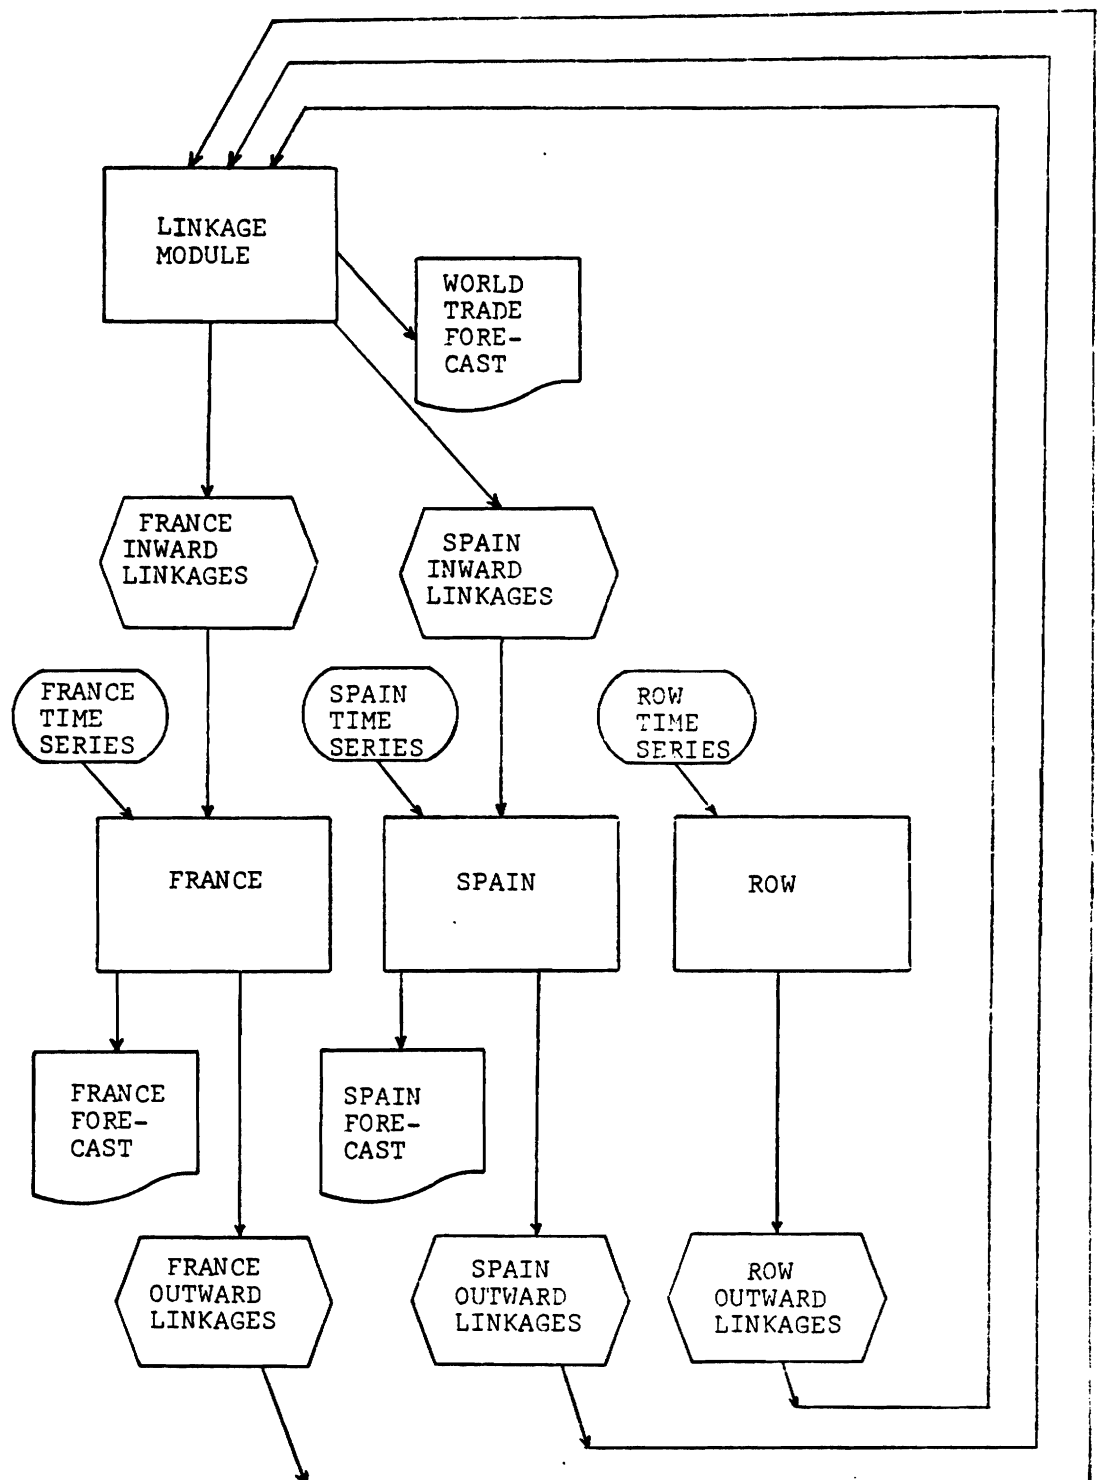 LINKAGE
MODULE
WORLD
TRADE
FORE-
CAST
FRANCE
INWARD
LINKAGES
SPAIN
INWARD
LINKAGES
FRANCE
TIME
SERIES
SPAIN
TIME
SERIES
ROW
TIME
SERIES
FRANCE
SPAIN
ROW
FRANCE
FORE-
CAST
SPAIN
FORE-
CAST
FRANCE
OUTWARD
LINKAGES
SPAIN
OUTWARD
LINKAGES
ROW
OUTWARD
LINKAGES